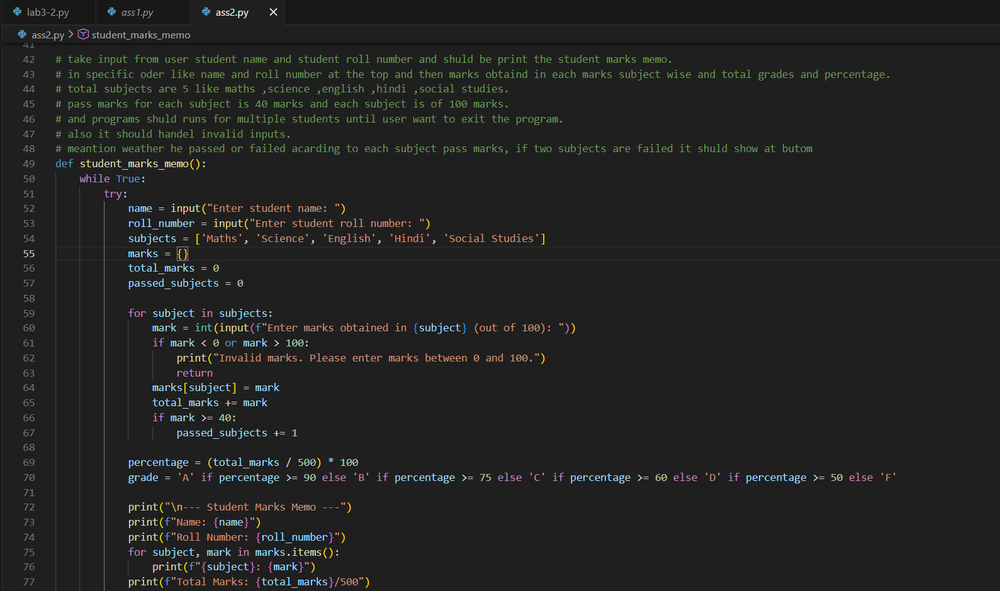 lab3-2.py ass1.py ass2.py
ass2.py > student_marks_memo
41
42 # take input from user student name and student roll number and shuld be print the student marks memo.
43 # in specific oder like name and roll number at the top and then marks obtaind in each marks subject wise and total grades and percentage.
44 # total subjects are 5 like maths ,science ,english ,hindi ,social studies.
45 # pass marks for each subject is 40 marks and each subject is of 100 marks.
46 # and programs shuld runs for multiple students until user want to exit the program.
47 # also it should handel invalid inputs.
48 # meantion weather he passed or failed acarding to each subject pass marks, if two subjects are failed it shuld show at butom
49 def student_marks_memo():
50     while True:
51         try:
52             name = input("Enter student name: ")
53             roll_number = input("Enter student roll number: ")
54             subjects = ['Maths', 'Science', 'English', 'Hindi', 'Social Studies']
55             marks = {}
56             total_marks = 0
57             passed_subjects = 0
58
59             for subject in subjects:
60                 mark = int(input(f"Enter marks obtained in {subject} (out of 100): "))
61                 if mark < 0 or mark > 100:
62                     print("Invalid marks. Please enter marks between 0 and 100.")
63                     return
64                 marks[subject] = mark
65                 total_marks += mark
66                 if mark >= 40:
67                     passed_subjects += 1
68
69             percentage = (total_marks / 500) * 100
70             grade = 'A' if percentage >= 90 else 'B' if percentage >= 75 else 'C' if percentage >= 60 else 'D' if percentage >= 50 else 'F'
71
72             print("\n--- Student Marks Memo ---")
73             print(f"Name: {name}")
74             print(f"Roll Number: {roll_number}")
75             for subject, mark in marks.items():
76                 print(f"{subject}: {mark}")
77             print(f"Total Marks: {total_marks}/500")